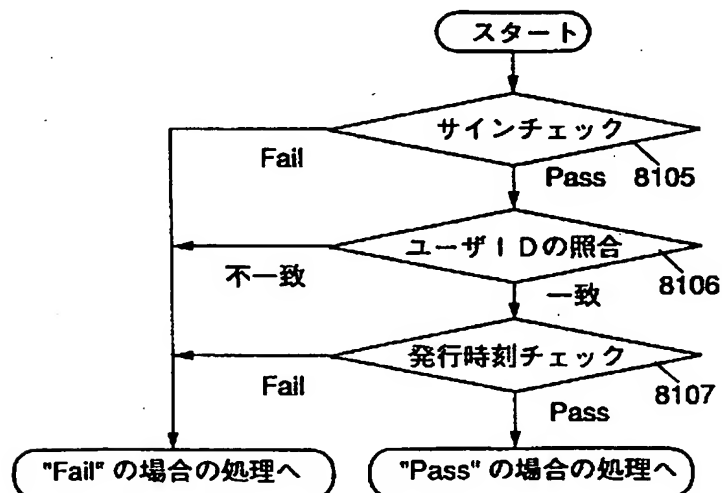 スタート
サインチェック
Fail
Pass 8105
ユーザIDの照合
不一致
8106
一致
発行時刻チェック
Fail
8107
Pass
"Fail" の場合の処理へ
"Pass" の場合の処理へ